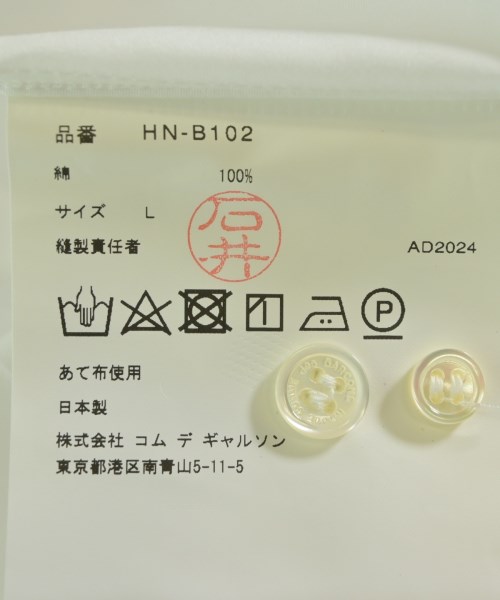 品番 HN-B102
綿 100%
サイズ L
石井
縫製責任者 AD2024
P
あて布使用
日本製
株式会社 コム デ ギャルソン
東京都港区南青山5-11-5